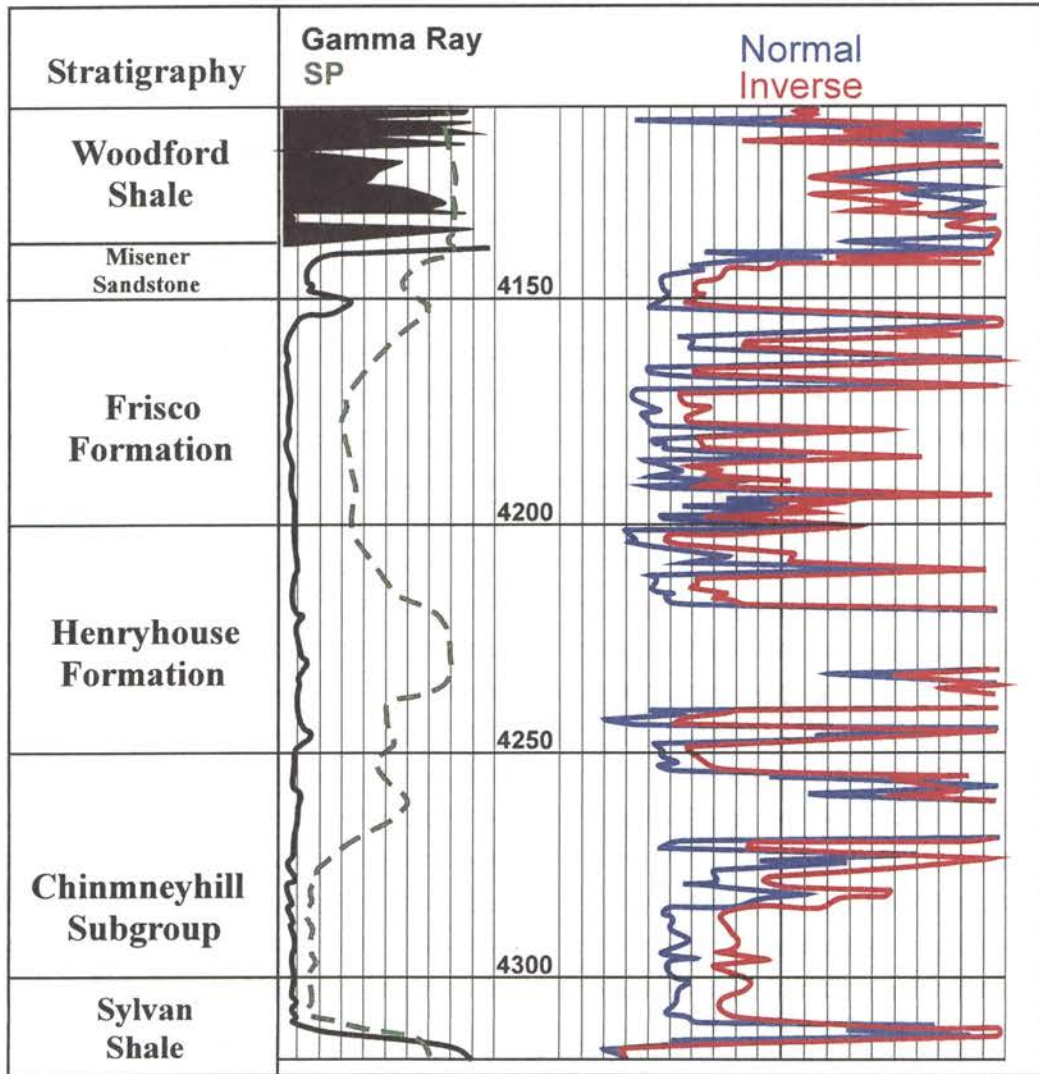 Stratigraphy
Gamma Ray
SP
Normal
Inverse
Woodford
Shale
Misener
Sandstone
4150
Frisco
Formation
4200
Henryhouse
Formation
4250
Chinmneyhill
Subgroup
4300
Sylvan
Shale